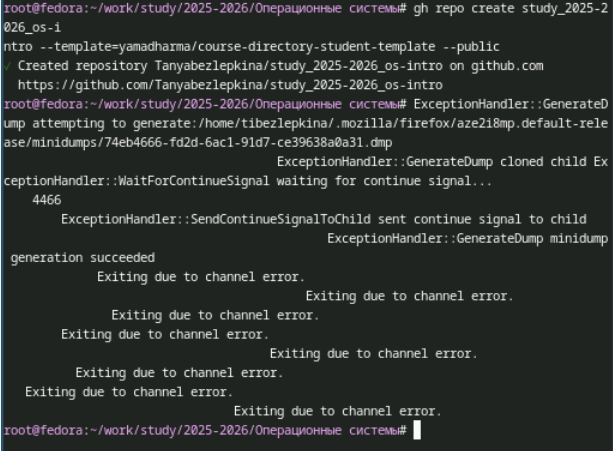 root@fedora:~/work/study/2025-2026/Операционные системы# gh repo create study_2025-2
026_os-i
ntro --template=yamadharma/course-directory-student-template --public
✓ Created repository Tanyabezlepkina/study_2025-2026_os-intro on github.com
https://github.com/Tanyabezlepkina/study_2025-2026_os-intro
root@fedora:~/work/study/2025-2026/Операционные системы# ExceptionHandler::GenerateD
ump attempting to generate:/home/tibezlepkina/.mozilla/firefox/aze2i8mp.default-rele
ase/minidumps/74eb4666-fd2d-6ac1-91d7-ce39638a0a31.dmp
ExceptionHandler::GenerateDump cloned child Ex
ceptionHandler::WaitForContinueSignal waiting for continue signal...
4466
ExceptionHandler::SendContinueSignalToChild sent continue signal to child
ExceptionHandler::GenerateDump minidump
generation succeeded
Exiting due to channel error.
Exiting due to channel error.
Exiting due to channel error.
Exiting due to channel error.
Exiting due to channel error.
Exiting due to channel error.
Exiting due to channel error.
Exiting due to channel error.
root@fedora:~/work/study/2025-2026/Операционные системы#